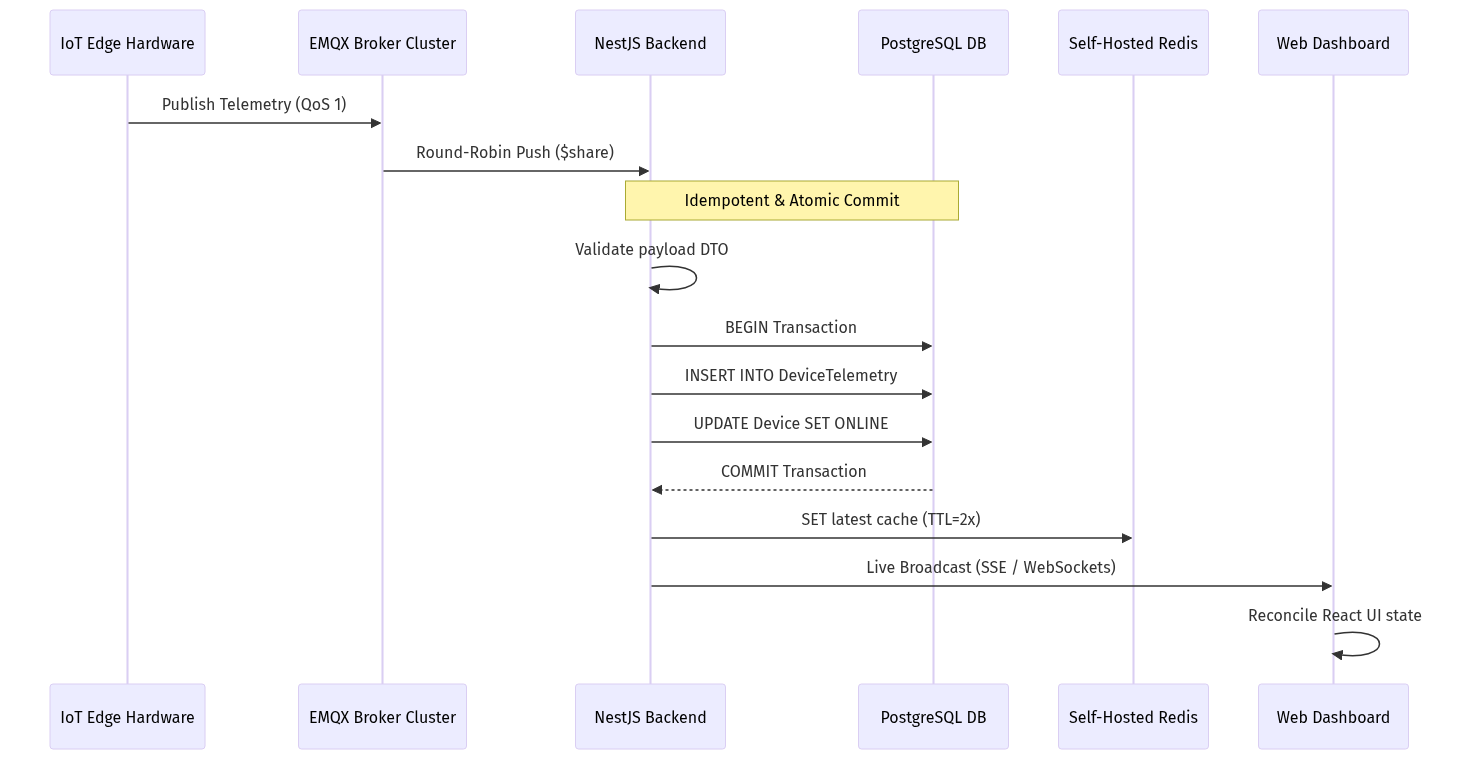 IoT Edge Hardware
EMQX Broker Cluster
NestJS Backend
PostgreSQL DB
Self-Hosted Redis
Web Dashboard
Publish Telemetry (QoS 1)
Round-Robin Push ($share)
Idempotent & Atomic Commit
Validate payload DTO
BEGIN Transaction
INSERT INTO DeviceTelemetry
UPDATE Device SET ONLINE
COMMIT Transaction
SET latest cache (TTL=2x)
Live Broadcast (SSE / WebSockets)
Reconcile React UI state
IoT Edge Hardware
EMQX Broker Cluster
NestJS Backend
PostgreSQL DB
Self-Hosted Redis
Web Dashboard